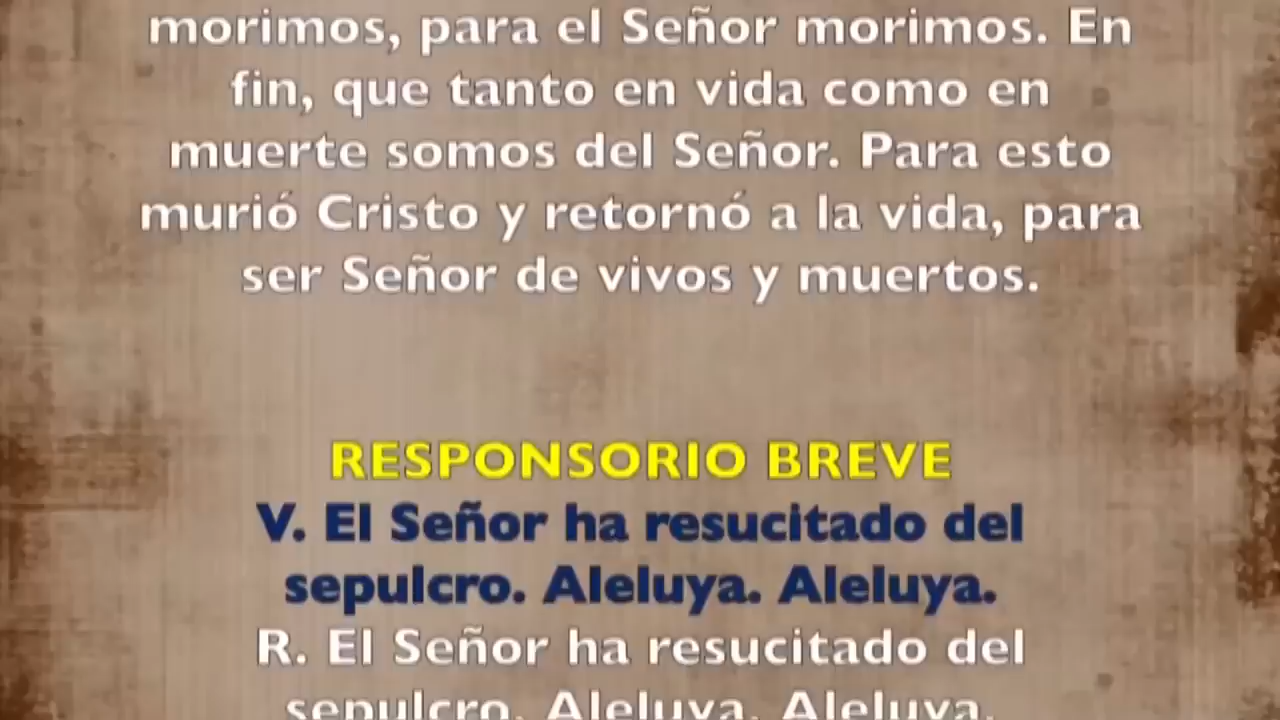 morimos, para el Señor morimos. En
fin, que tanto en vida como en
muerte somos del Señor. Para esto
murió Cristo y retornó a la vida, para
ser Señor de vivos y muertos.
RESPONSORIO BREVE
V. El Señor ha resucitado del
sepulcro. Aleluya. Aleluya.
R. El Señor ha resucitado del
sepulcro. Aleluya. Aleluya.